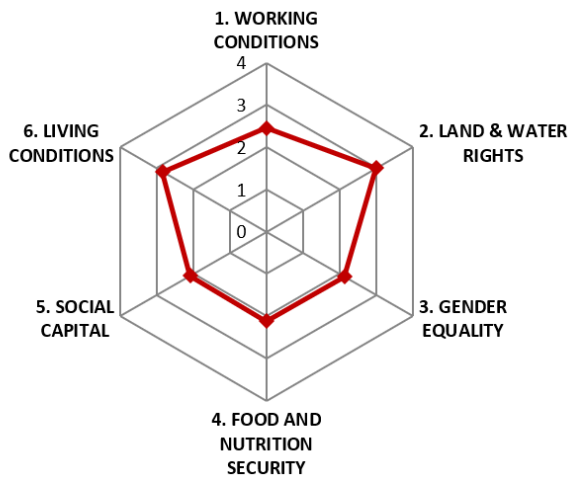 1. WORKING
CONDITIONS
4
3
2
1
0
2. LAND & WATER
RIGHTS
3. GENDER
EQUALITY
4. FOOD AND
NUTRITION
SECURITY
5. SOCIAL
CAPITAL
6. LIVING
CONDITIONS